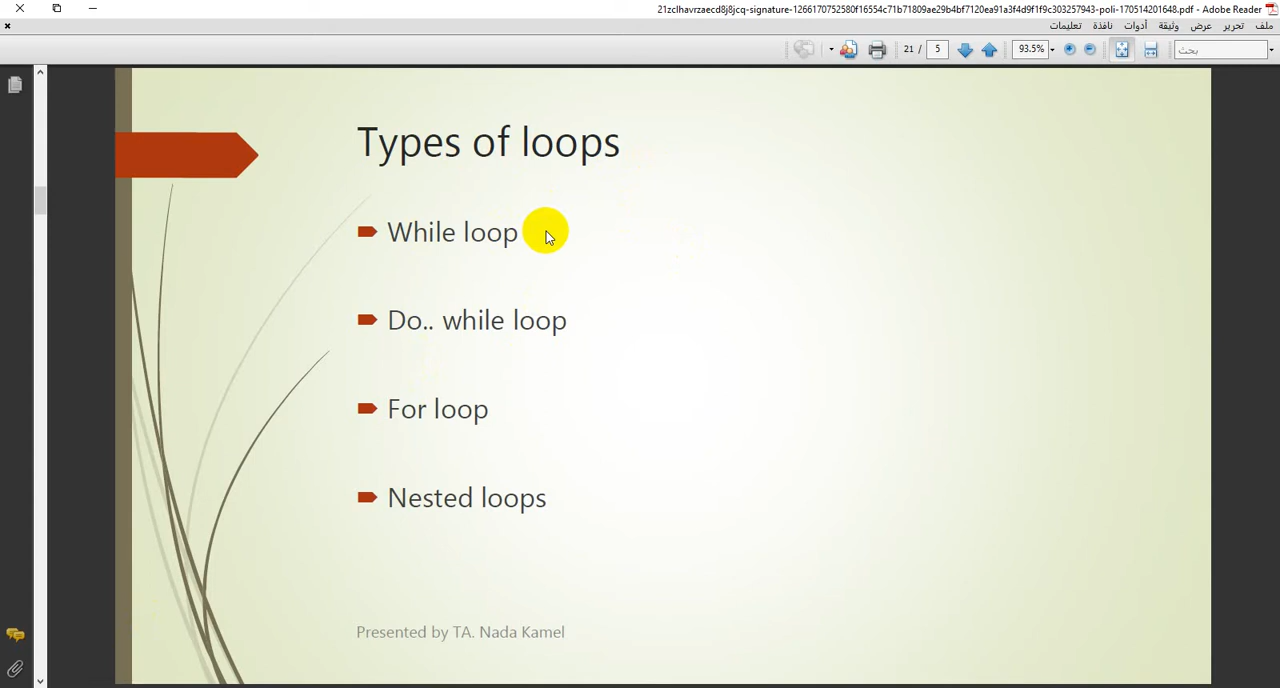 21zclhavrzaecd8j8jcq-signature-1266170752580f16554c71b71809ae29b4bf7120ea91a3f4d9f1f9c303257943-poli-170514201648.pdf - Adobe Reader
ملف تحرير عرض وثيقة أدوات نافذة تعليمات
21 / 5 93.5% بحث
Types of loops
While loop
Do.. while loop
For loop
Nested loops
Presented by TA. Nada Kamel